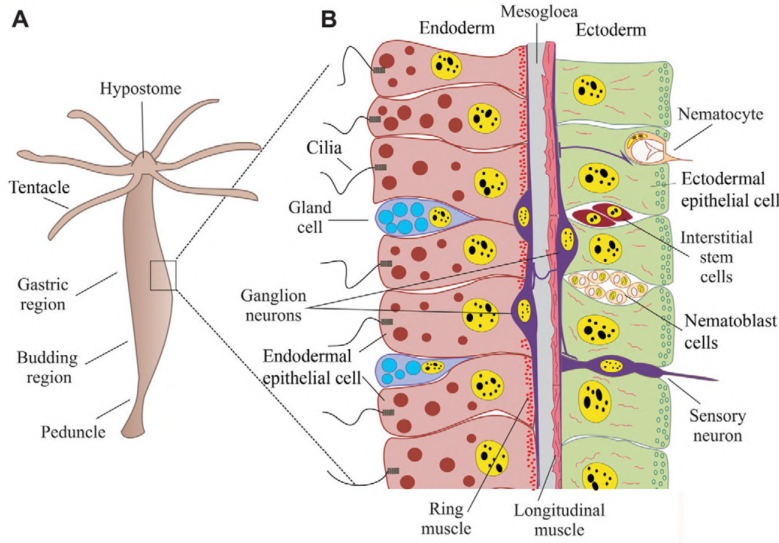 A
Hypostome
Tentacle
Gastric
region
Budding
region
Peduncle
B
Mesogloea
Endoderm
Ectoderm
Cilia
Gland
cell
Ganglion
neurons
Endodermal
epithelial cell
Nematocyte
Ectodermal
epithelial cell
Interstitial
stem
cells
Nematoblast
cells
Sensory
neuron
Ring
muscle
Longitudinal
muscle